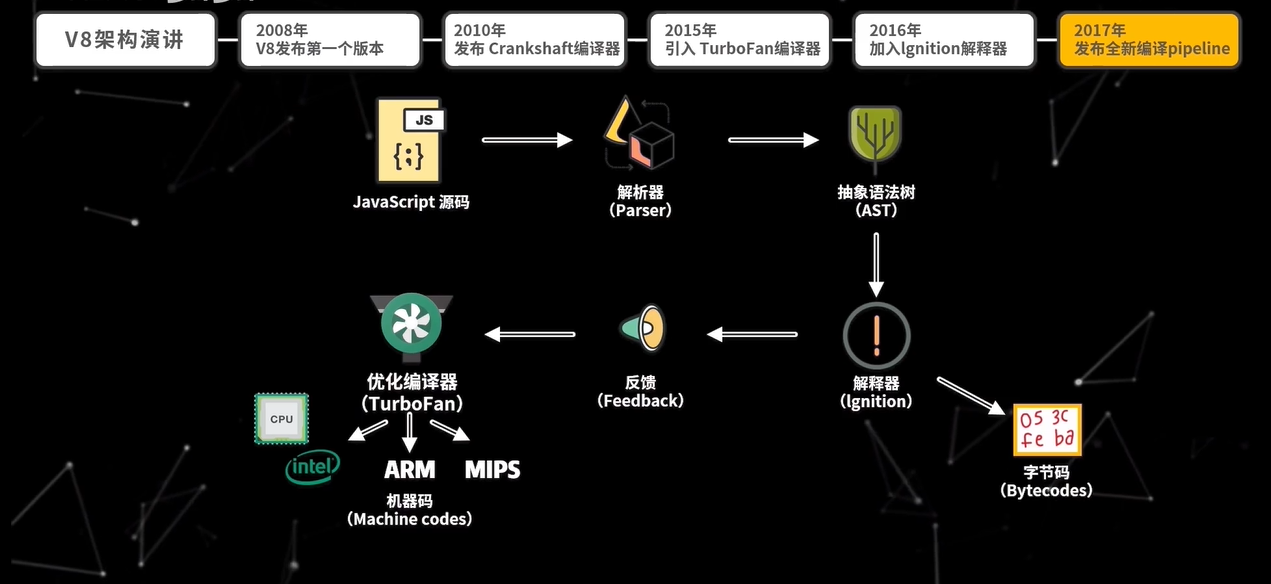 V8架构演讲
2008年
V8发布第一个版本
2010年
发布 Crankshaft编译器
2015年
引入 TurboFan编译器
2016年
加入lgnition解释器
2017年
发布全新编译pipeline
JS
{;}
JavaScript 源码
解析器
（Parser）
抽象语法树
（AST）
优化编译器
（TurboFan）
反馈
（Feedback）
解释器
（lgnition）
CPU
intel
ARM
MIPS
机器码
（Machine codes）
05 3C
fe ba
字节码
（Bytecodes）